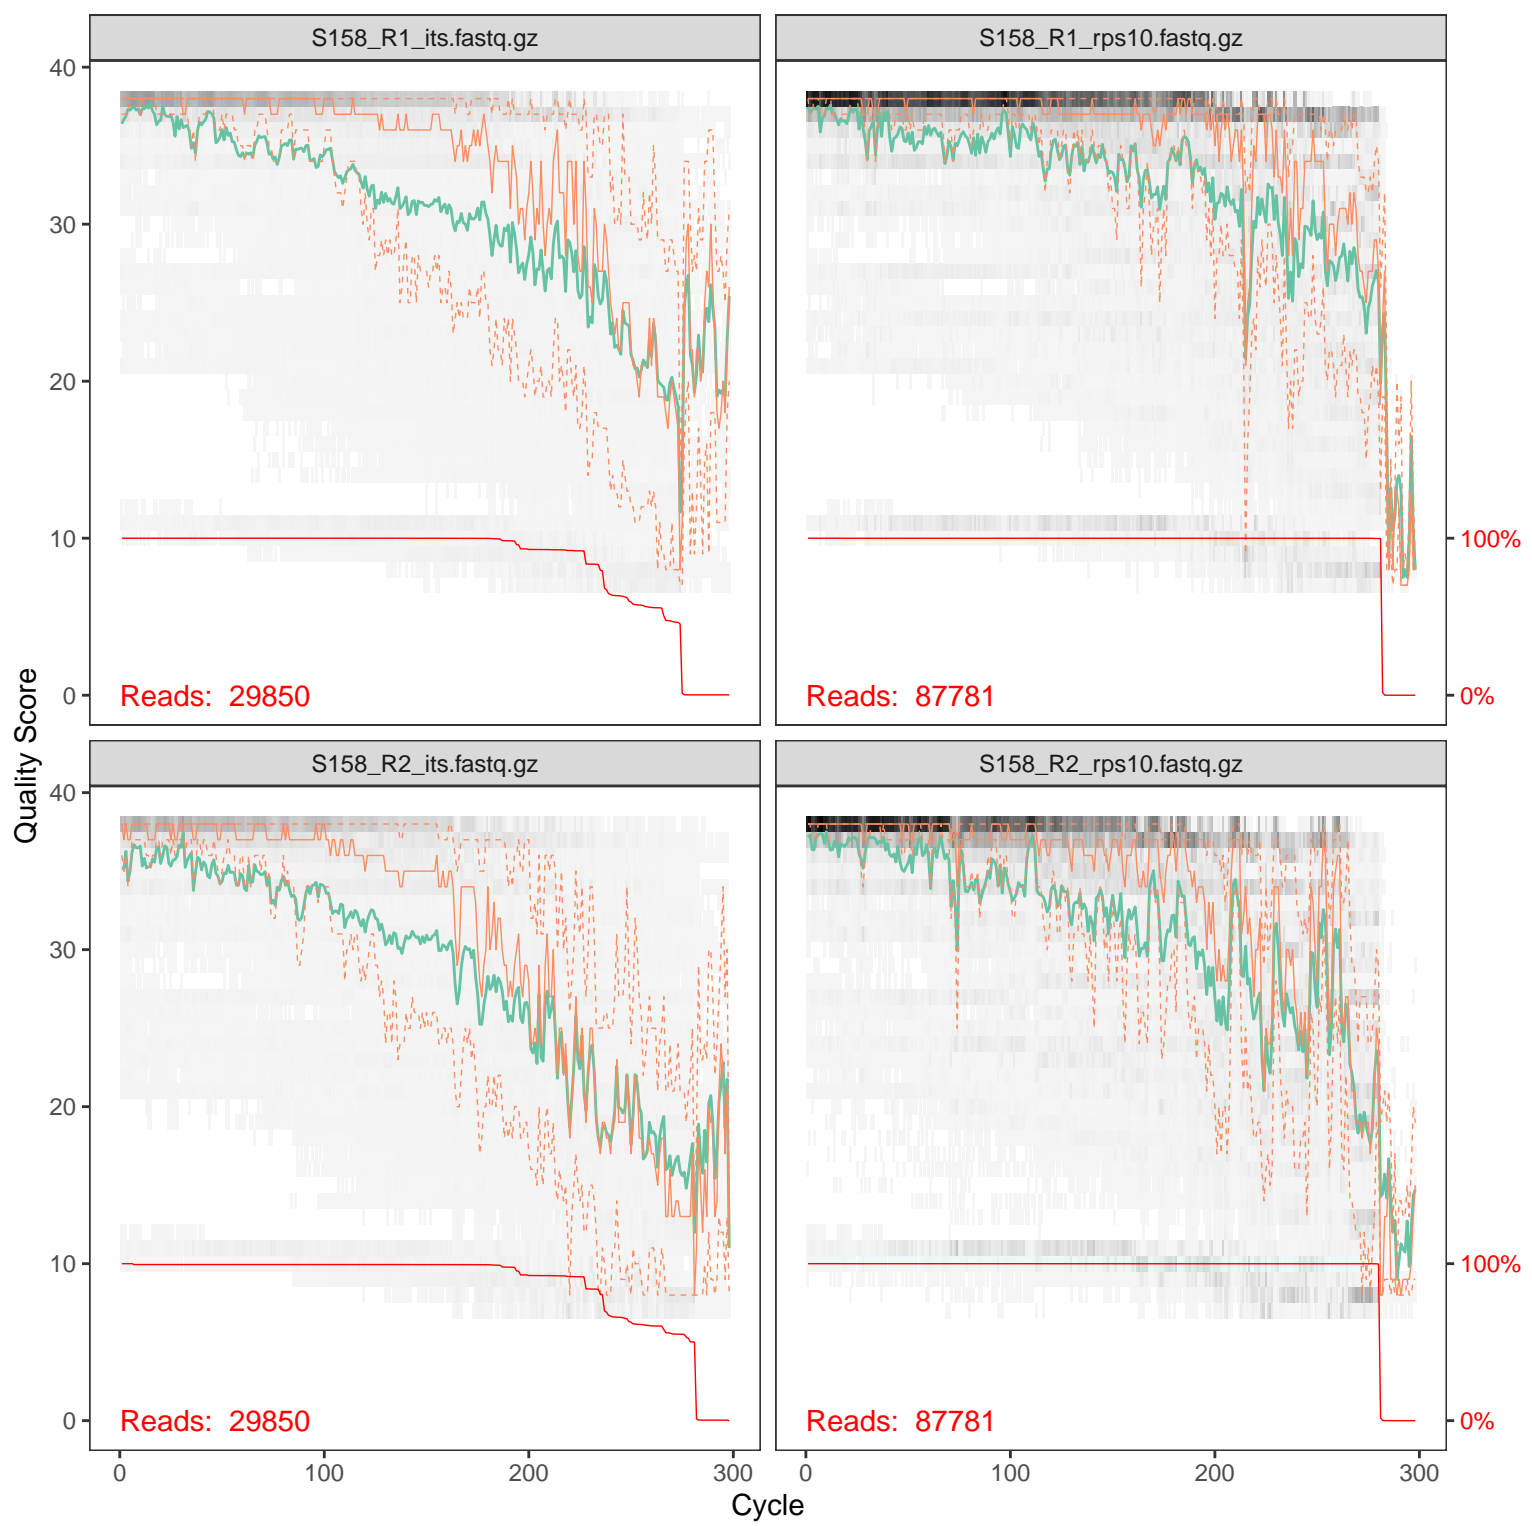 S158_R1_its.fastq.gz
S158_R1_rps10.fastq.gz
40
30
20
10
0
100%
0%
Reads: 29850
Reads: 87781
Quality Score
S158_R2_its.fastq.gz
S158_R2_rps10.fastq.gz
40
30
20
10
0
100%
0%
Reads: 29850
Reads: 87781
0
100
200
300
0
100
200
300
Cycle